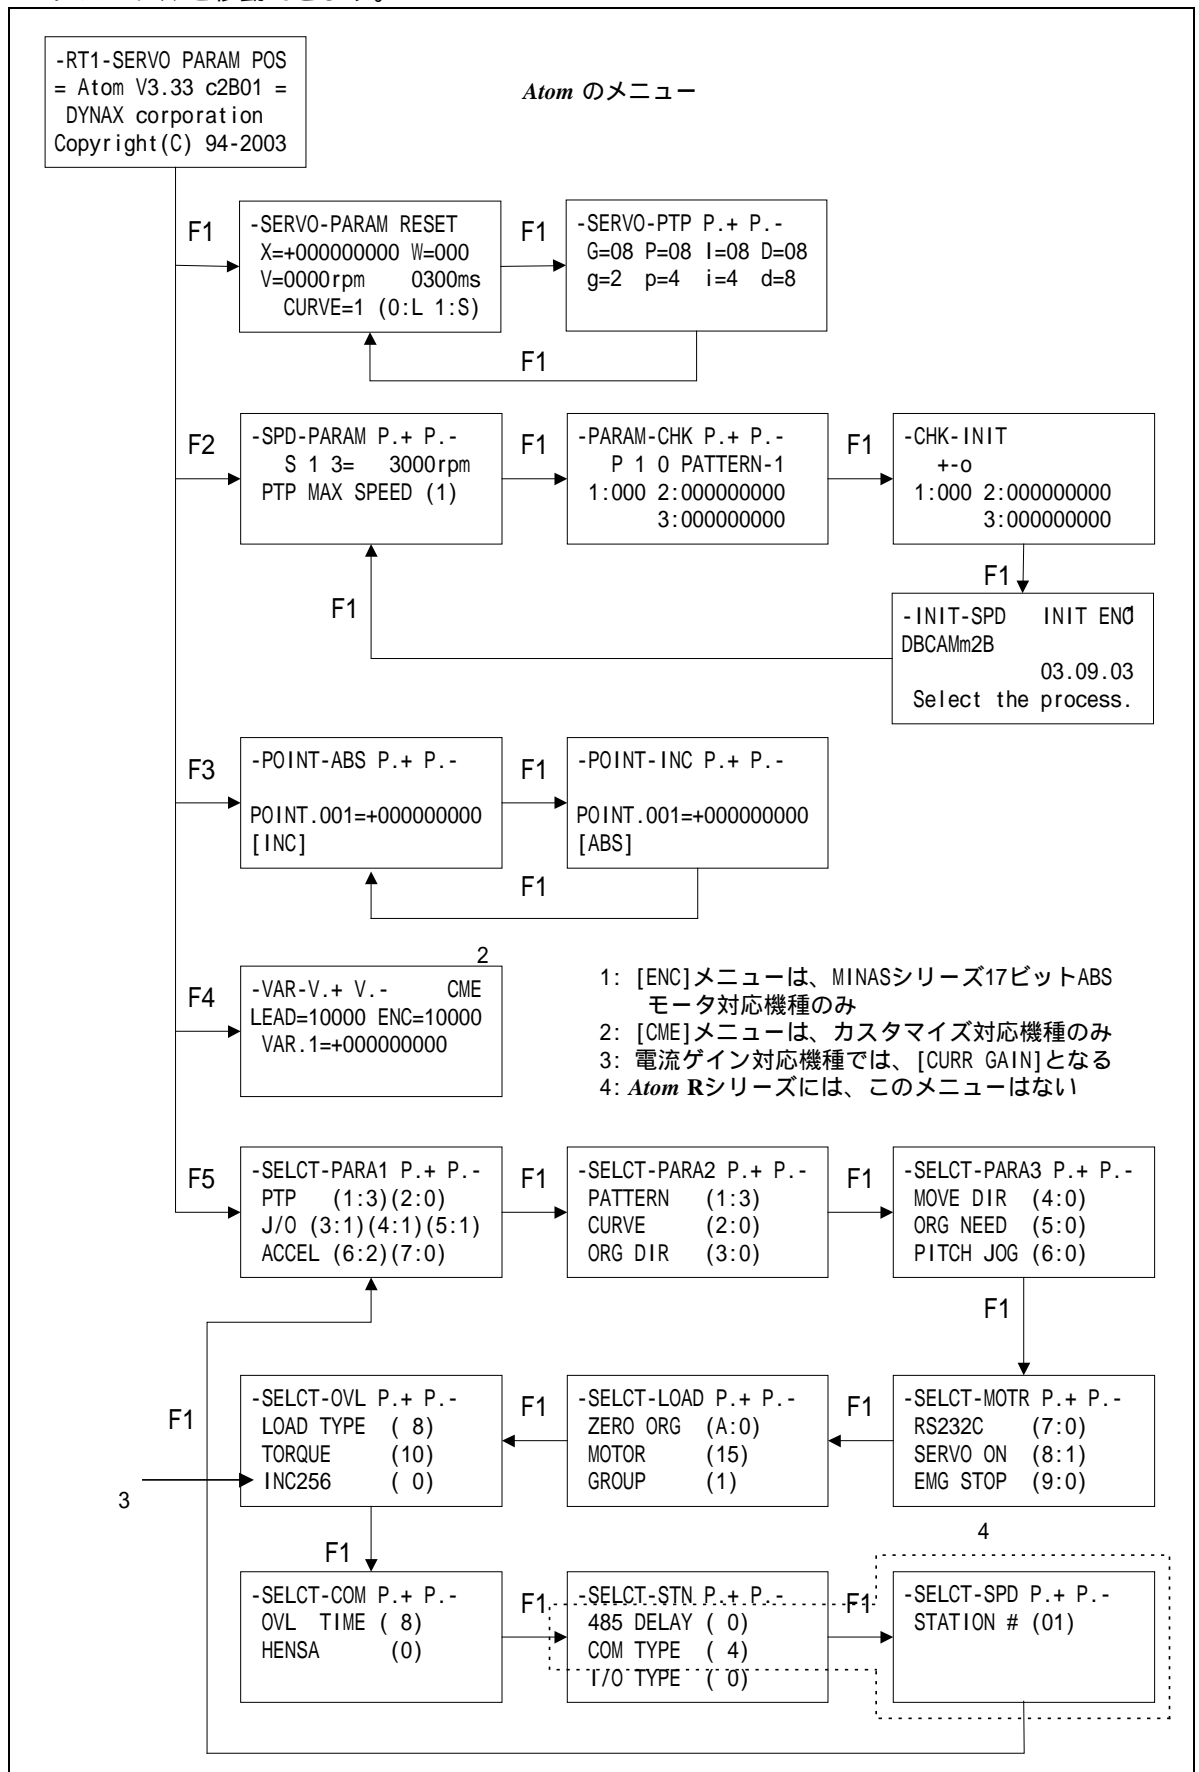 -RT1-SERVO PARAM POS
= Atom V3.33 c2B01 =
DYNAX corporation
Copyright(C) 94-2003
Atom のメニュー
F1
-SERVO-PARAM RESET
X=+000000000 W=000
V=0000rpm 0300ms
CURVE=1 (0:L 1:S)
F1
-SERVO-PTP P.+ P.-
G=08 P=08 I=08 D=08
g=2 p=4 i=4 d=8
F1
F2
-SPD-PARAM P.+ P.-
S 1 3= 3000rpm
PTP MAX SPEED (1)
F1
-PARAM-CHK P.+ P.-
P 1 0 PATTERN-1
1:000 2:000000000
3:000000000
F1
-CHK-INIT
+-o
1:000 2:000000000
3:000000000
F1
F1
-INIT-SPD INIT ENC
1
DBCAMm2B
03.09.03
Select the process.
F3
-POINT-ABS P.+ P.-
POINT.001=+000000000
[INC]
F1
-POINT-INC P.+ P.-
POINT.001=+000000000
[ABS]
F1
2
F4
-VAR-V.+ V.- CME
LEAD=10000 ENC=10000
VAR.1=+000000000
1: [ENC]メニューは、MINASシリーズ17ビットABS
モータ対応機種のみ
2: [CME]メニューは、カスタマイズ対応機種のみ
3: 電流ゲイン対応機種では、[CURR GAIN]となる
4: Atom Rシリーズには、このメニューはない
F5
-SELCT-PARA1 P.+ P.-
PTP (1:3)(2:0)
J/O (3:1)(4:1)(5:1)
ACCEL (6:2)(7:0)
F1
-SELCT-PARA2 P.+ P.-
PATTERN (1:3)
CURVE (2:0)
ORG DIR (3:0)
F1
-SELCT-PARA3 P.+ P.-
MOVE DIR (4:0)
ORG NEED (5:0)
PITCH JOG (6:0)
F1
F1
3
-SELCT-OVL P.+ P.-
LOAD TYPE ( 8)
TORQUE (10)
INC256 ( 0)
F1
-SELCT-LOAD P.+ P.-
ZERO ORG (A:0)
MOTOR (15)
GROUP (1)
F1
-SELCT-MOTR P.+ P.-
RS232C (7:0)
SERVO ON (8:1)
EMG STOP (9:0)
4
F1
-SELCT-COM P.+ P.-
OVL TIME ( 8)
HENSA (0)
F1
-SELCT-STN P.+ P.-
485 DELAY ( 0)
COM TYPE ( 4)
I/O TYPE ( 0)
F1
-SELCT-SPD P.+ P.-
STATION # (01)